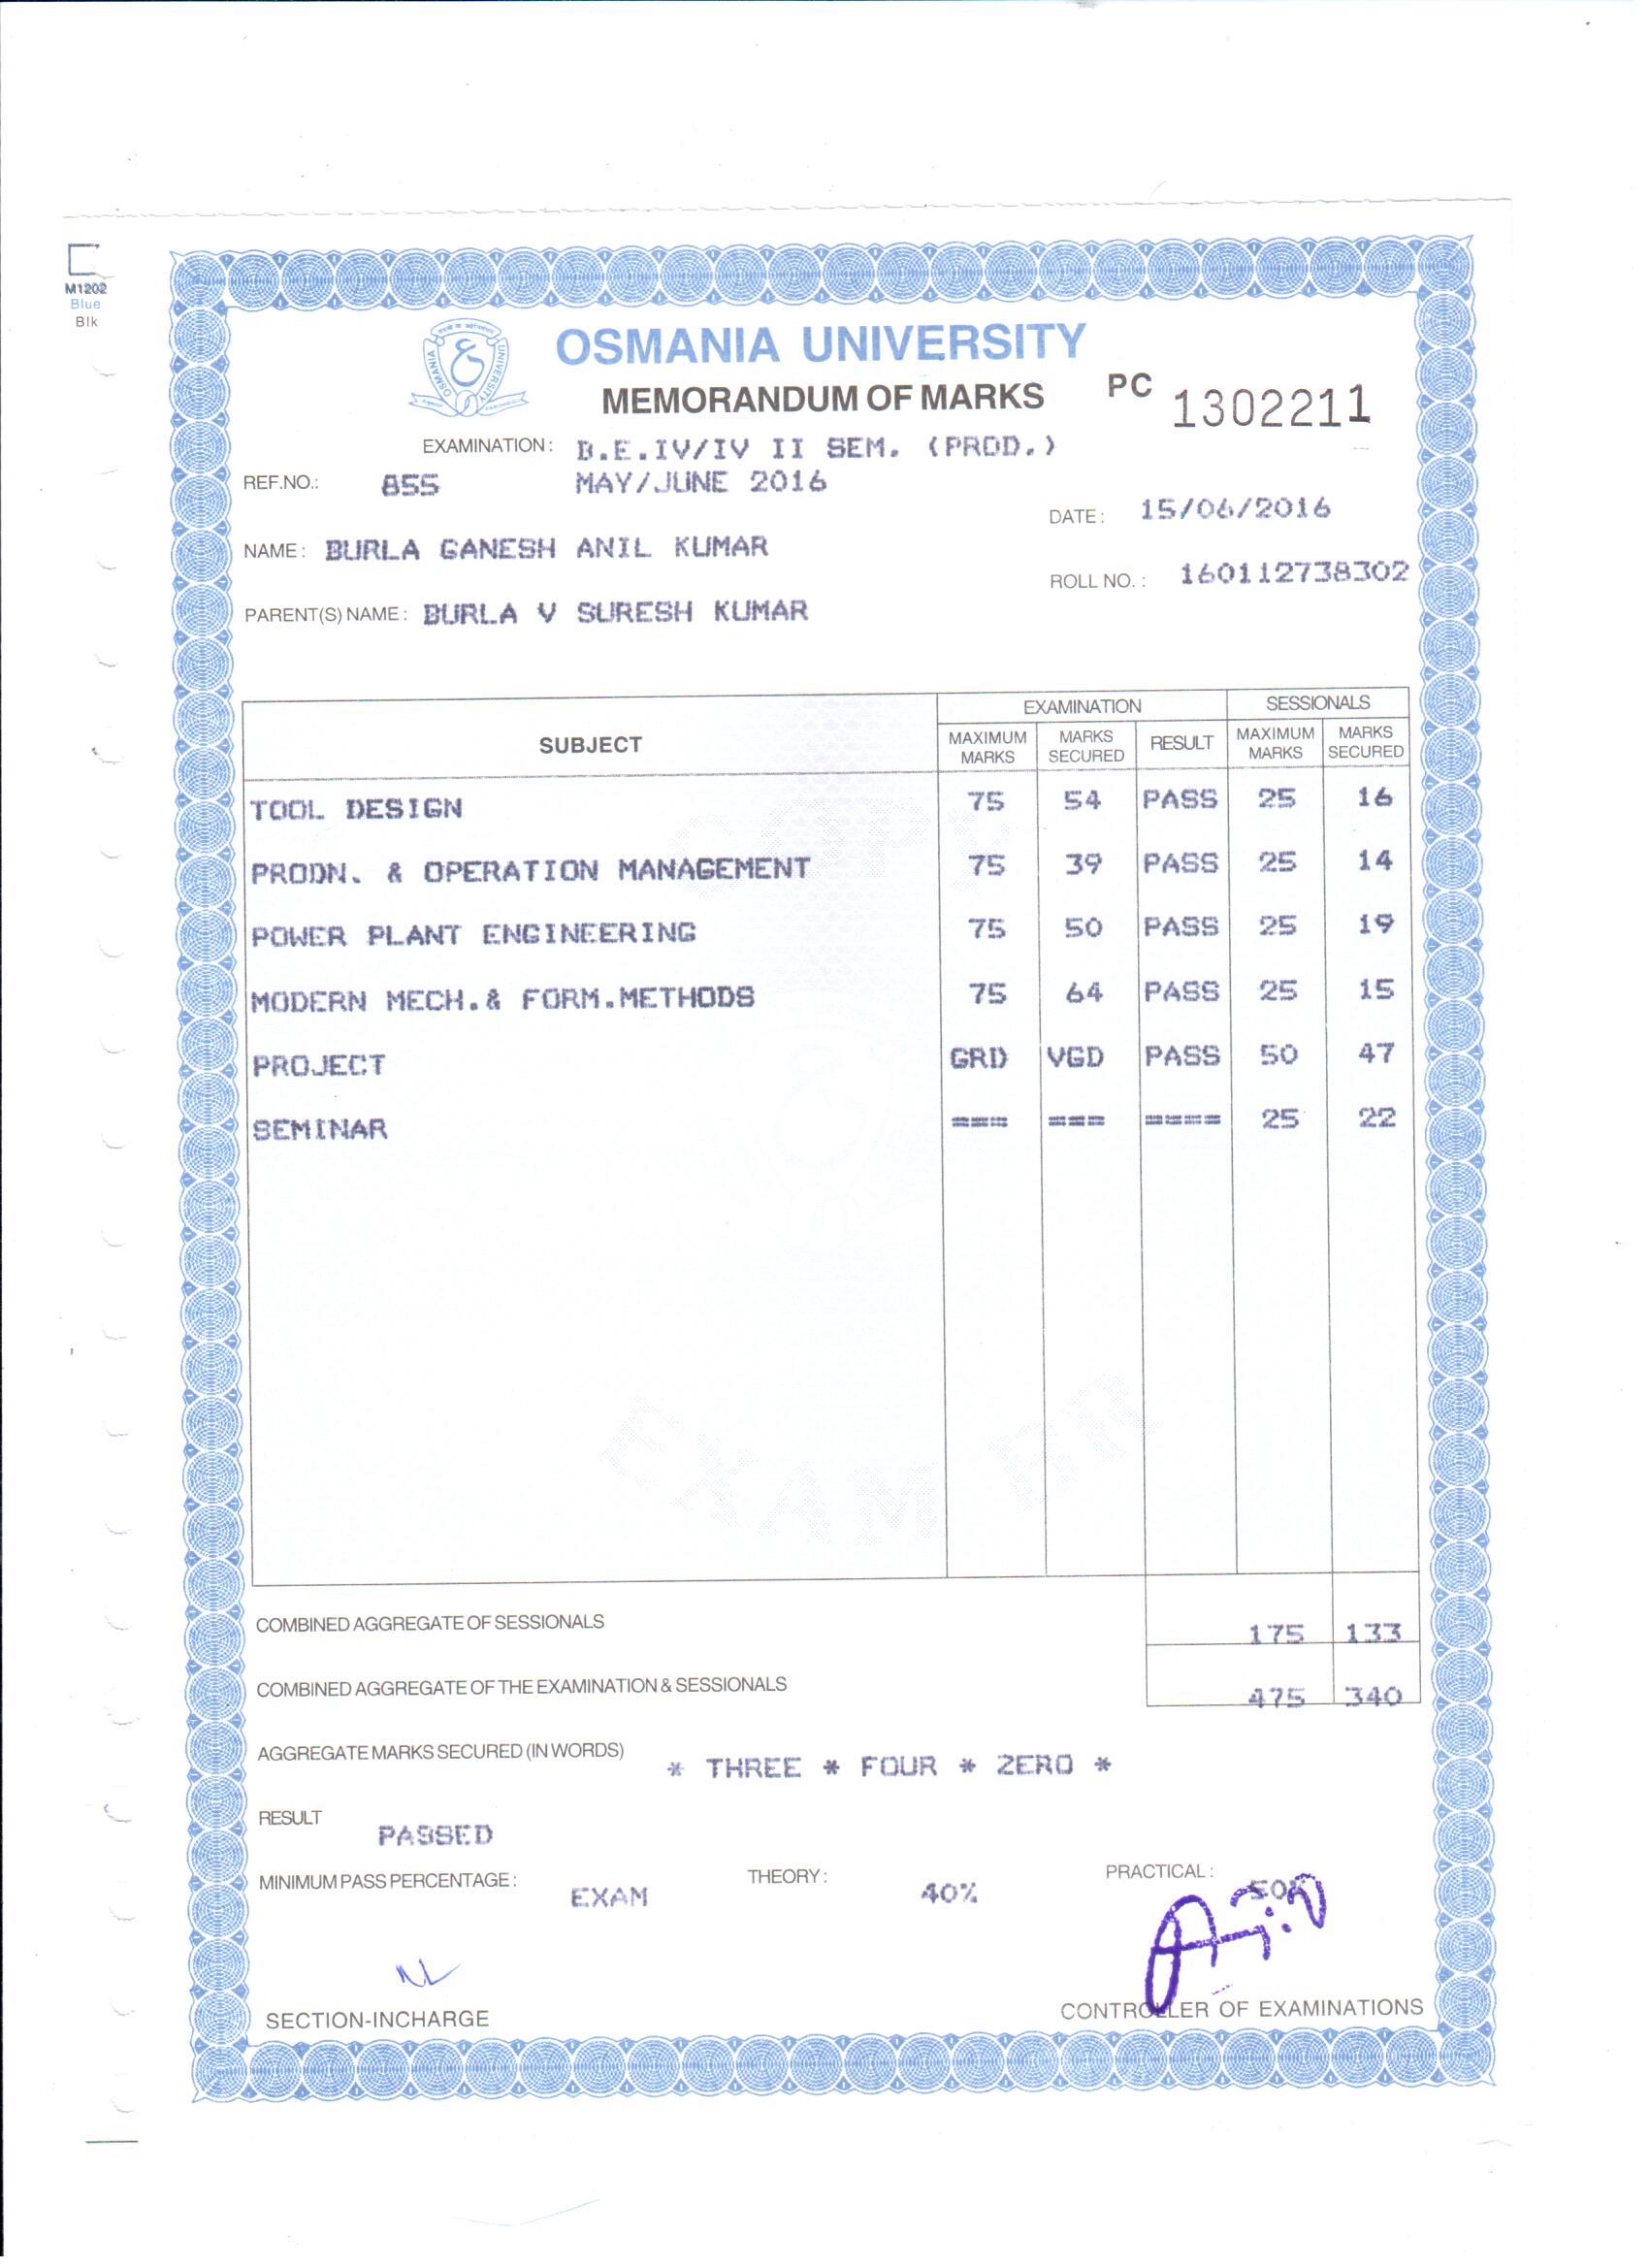 M1202
Blue
Blk
OSMANIA UNIVERSITY
MEMORANDUM OF MARKS PC 1302211
EXAMINATION: B.E.IV/IV II SEM. (PROD.)
REF.NO.: 855 MAY/JUNE 2016
DATE: 15/06/2016
NAME: BURLA GANESH ANIL KUMAR
ROLL NO.: 160112738302
PARENT(S) NAME: BURLA V SURESH KUMAR
EXAMINATION SESSIONALS
SUBJECT MAXIMUM MARKS MARKS SECURED RESULT MAXIMUM MARKS MARKS SECURED
TOOL DESIGN 75 54 PASS 25 16
PRODN. & OPERATION MANAGEMENT 75 39 PASS 25 14
POWER PLANT ENGINEERING 75 50 PASS 25 19
MODERN MECH.& FORM.METHODS 75 64 PASS 25 15
PROJECT GRD VGD PASS 50 47
SEMINAR === === ==== 25 22
EXAM BR
COMBINED AGGREGATE OF SESSIONALS 175 133
COMBINED AGGREGATE OF THE EXAMINATION & SESSIONALS 475 340
AGGREGATE MARKS SECURED (IN WORDS) * THREE * FOUR * ZERO *
RESULT PASSED
MINIMUM PASS PERCENTAGE: EXAM THEORY: 40% PRACTICAL: 50%
SECTION-INCHARGE CONTROLLER OF EXAMINATIONS